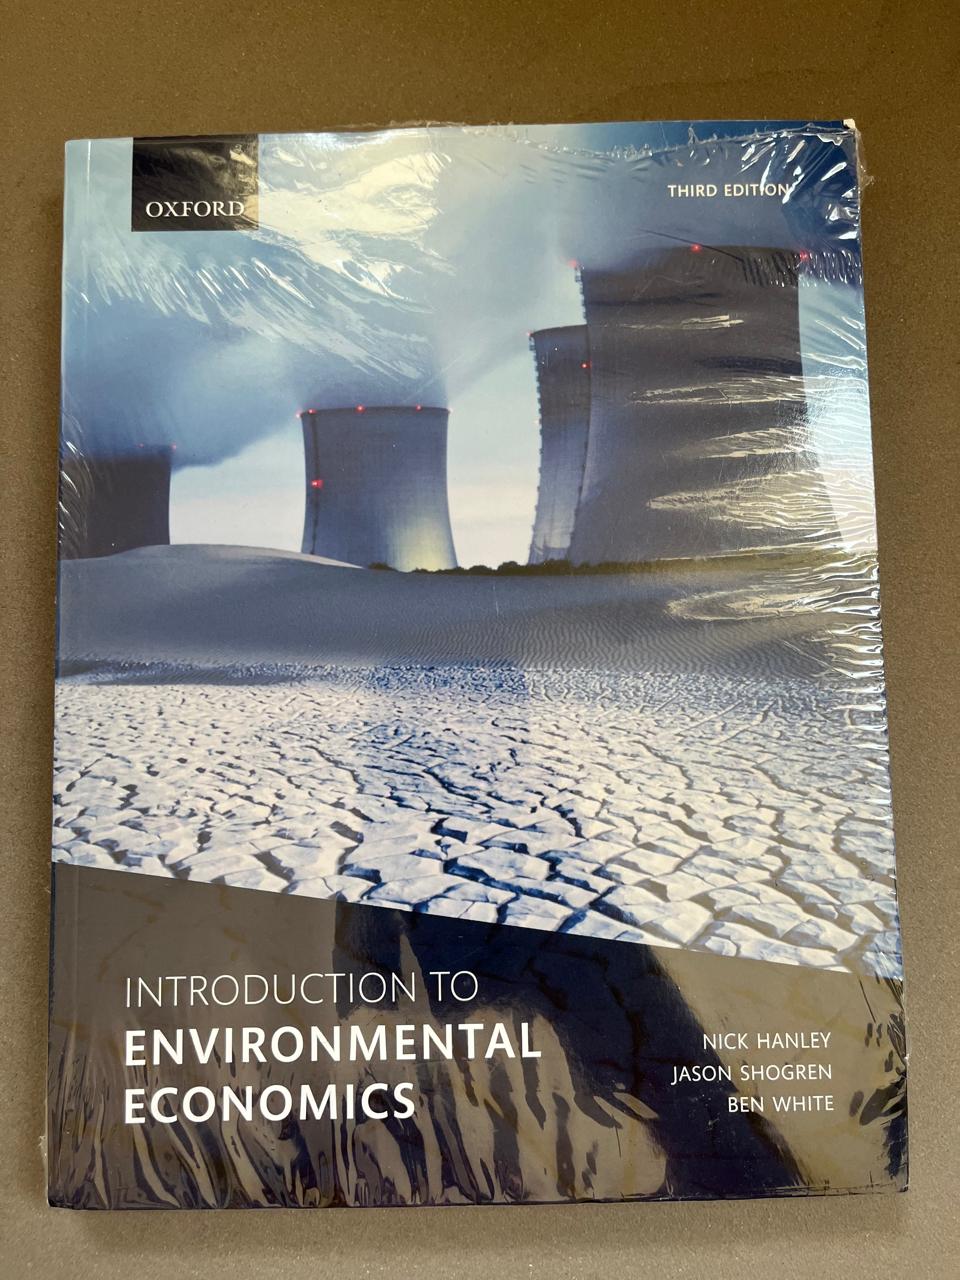 OXFORD
THIRD EDITION
INTRODUCTION TO
ENVIRONMENTAL
ECONOMICS
NICK HANLEY
JASON SHOGREN
BEN WHITE